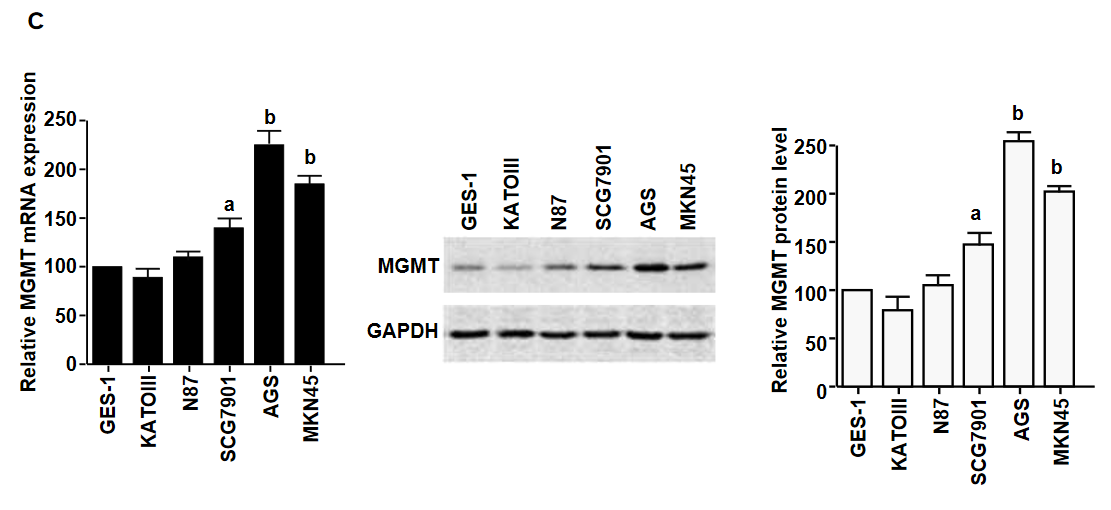 C
Relative MGMT mRNA expression
250
200
150
100
50
0
a
b
b
GES-1
KATOIII
N87
SCG7901
AGS
MKN45
GES-1
KATOIII
N87
SCG7901
AGS
MKN45
MGMT
GAPDH
Relative MGMT protein level
250
200
150
100
50
0
a
b
b
GES-1
KATOIII
N87
SCG7901
AGS
MKN45